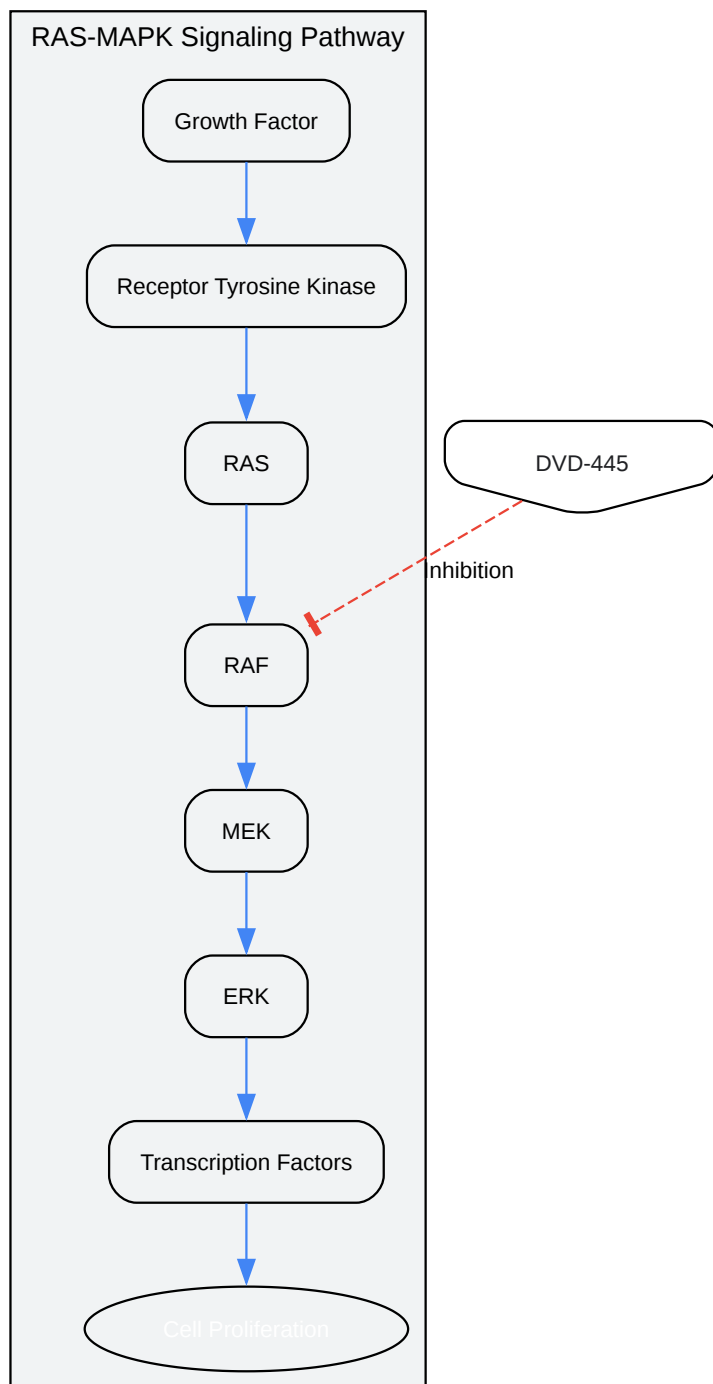 RAS-MAPK Signaling Pathway
Growth Factor
Receptor Tyrosine Kinase
RAS
DVD-445
Inhibition
RAF
MEK
ERK
Transcription Factors
Cell Proliferation